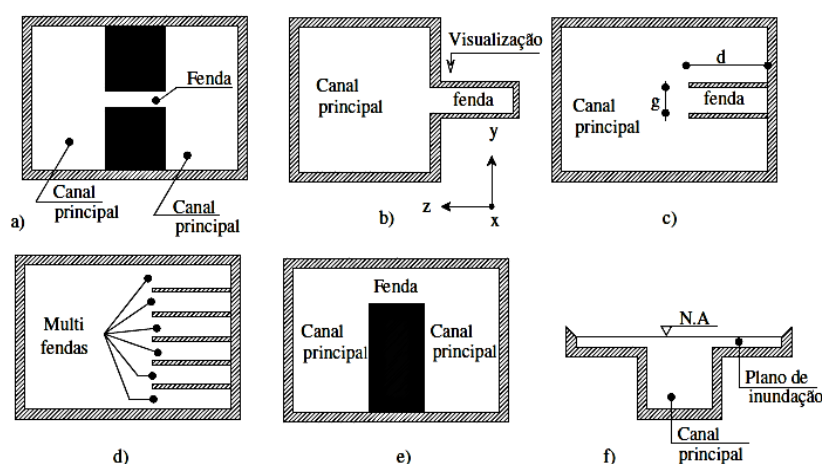 Fenda
Canal
principal
Canal
principal
a)
Visualização
Canal
principal
fenda
y
z
x
b)
d
g
fenda
Canal
principal
c)
Multi
fendas
d)
Fenda
Canal
principal
Canal
principal
e)
N.A
Plano de
inundação
Canal
principal
f)